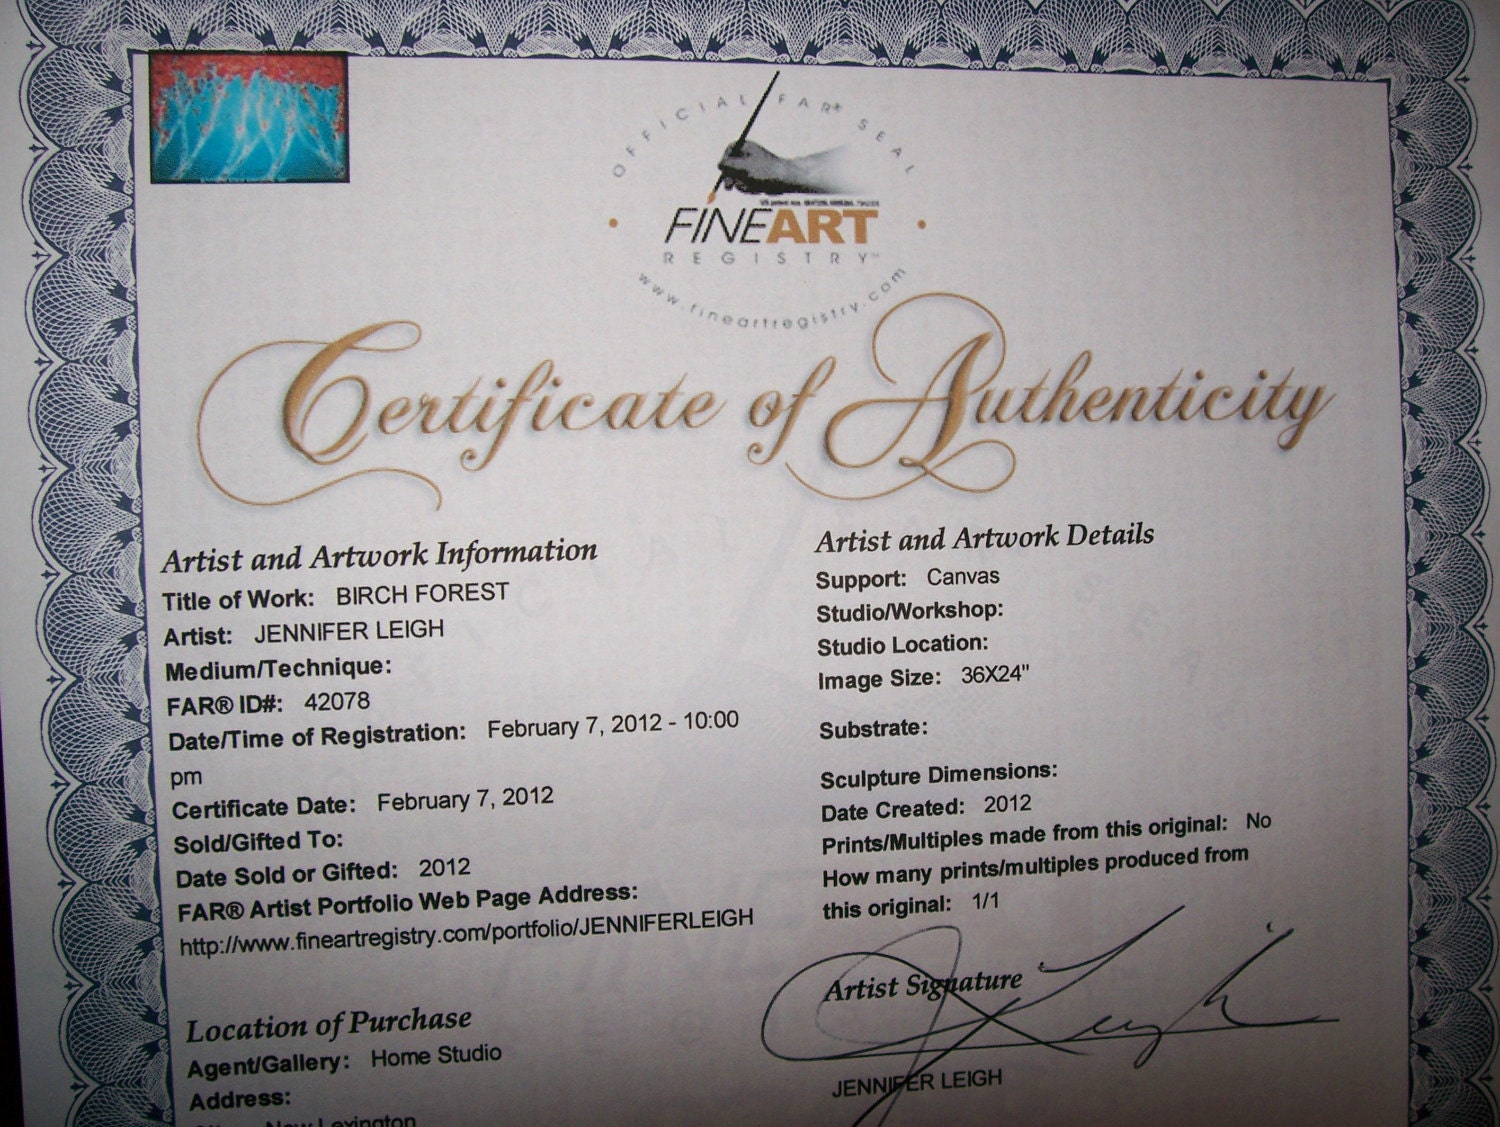 OFFICIAL FAR® SEAL
FINEART
REGISTRY™
www.fineartregistry.com
Certificate of Authenticity
Artist and Artwork Information
Title of Work: BIRCH FOREST
Artist: JENNIFER LEIGH
Medium/Technique:
FAR® ID#: 42078
Date/Time of Registration: February 7, 2012 - 10:00
pm
Certificate Date: February 7, 2012
Sold/Gifted To:
Date Sold or Gifted: 2012
FAR® Artist Portfolio Web Page Address:
http://www.fineartregistry.com/portfolio/JENNIFERLEIGH
Location of Purchase
Agent/Gallery: Home Studio
Address:
New Lexington
Artist and Artwork Details
Support: Canvas
Studio/Workshop:
Studio Location:
Image Size: 36X24"
Substrate:
Sculpture Dimensions:
Date Created: 2012
Prints/Multiples made from this original: No
How many prints/multiples produced from
this original: 1/1
Artist Signature
J Leigh
JENNIFER LEIGH